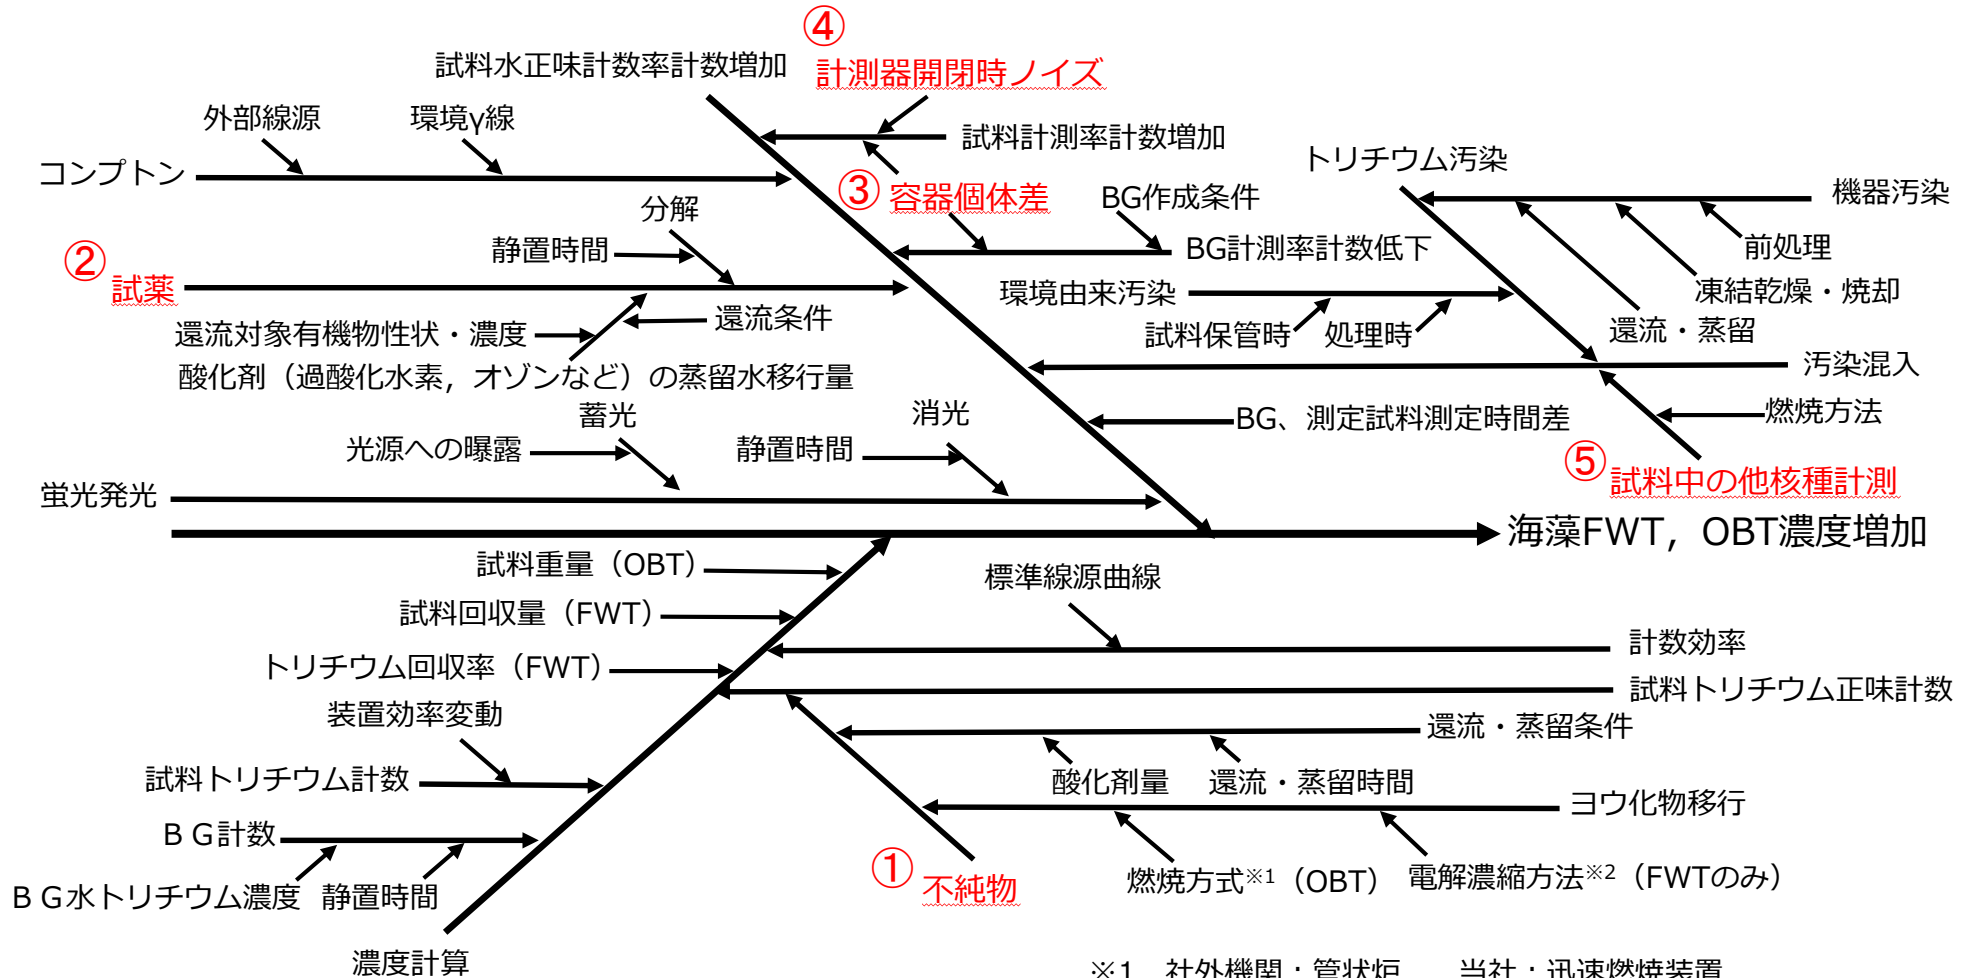 ④
試料水正味計数率計数増加
計測器開閉時ノイズ
外部線源
環境γ線
試料計測率計数増加
コンプトン
トリチウム汚染
③ 容器個体差
BG作成条件
機器汚染
分解
静置時間
BG計測率計数低下
前処理
② 試薬
環境由来汚染
凍結乾燥・焼却
還流対象有機物性状・濃度
還流条件
試料保管時
処理時
還流・蒸留
酸化剤（過酸化水素，オゾンなど）の蒸留水移行量
汚染混入
蓄光
消光
BG、測定試料測定時間差
燃焼方法
光源への曝露
静置時間
⑤ 試料中の他核種計測
蛍光発光
海藻FWT，OBT濃度増加
試料重量（OBT）
標準線源曲線
試料回収量（FWT）
計数効率
トリチウム回収率（FWT）
試料トリチウム正味計数
装置効率変動
還流・蒸留条件
試料トリチウム計数
酸化剤量
還流・蒸留時間
ヨウ化物移行
ＢＧ計数
① 不純物
燃焼方式※1（OBT）
電解濃縮方法※2（FWTのみ）
ＢＧ水トリチウム濃度
静置時間
濃度計算
※1 社外機関：管状炉 当社：迅速燃焼装置